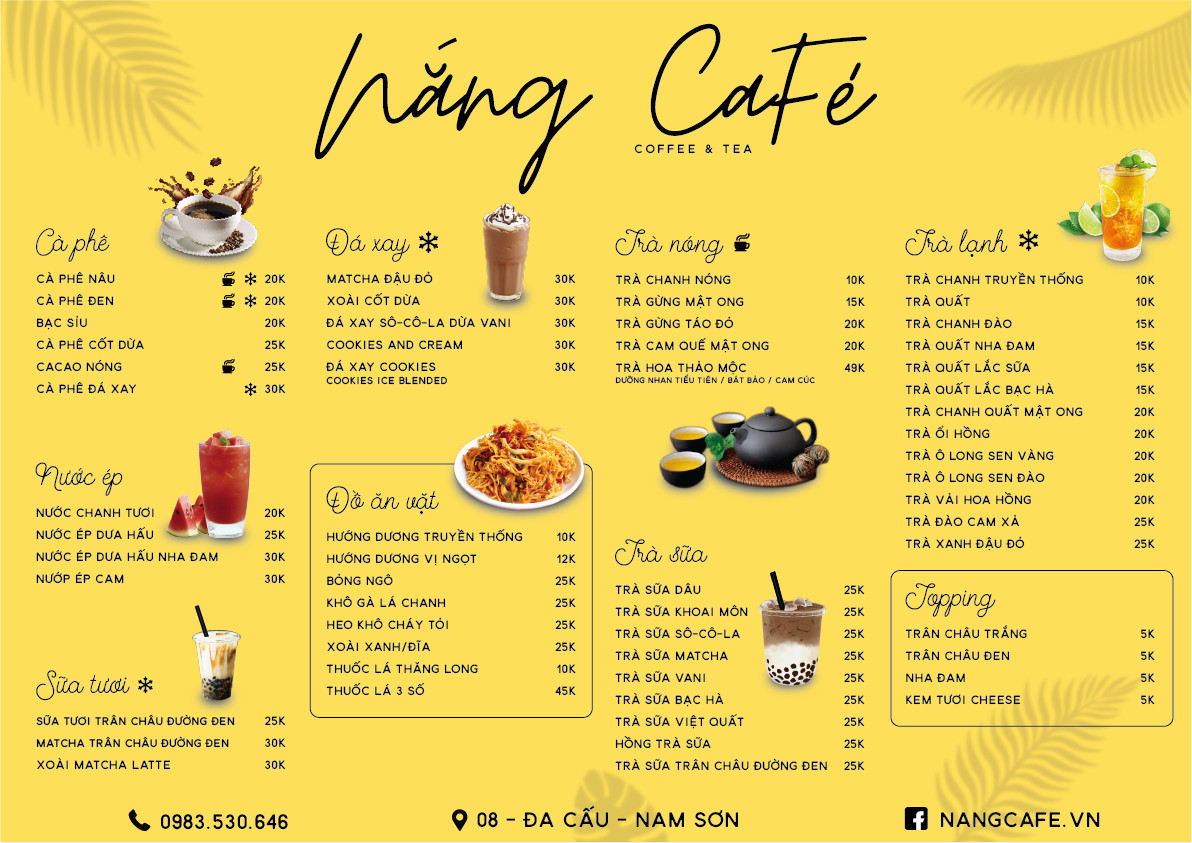 Nắng Café
COFFEE & TEA
Cà phê
CÀ PHÊ NÂU 20K
CÀ PHÊ ĐEN 20K
BẠC SỈU 20K
CÀ PHÊ CỐT DỪA 25K
CACAO NÓNG 25K
CÀ PHÊ ĐÁ XAY 30K
Nước ép
NƯỚC CHANH TƯƠI 20K
NƯỚC ÉP DƯA HẤU 25K
NƯỚC ÉP DƯA HẤU NHA ĐAM 30K
NƯỚP ÉP CAM 30K
Sữa tươi
SỮA TƯƠI TRÂN CHÂU ĐƯỜNG ĐEN 25K
MATCHA TRÂN CHÂU ĐƯỜNG ĐEN 30K
XOÀI MATCHA LATTE 30K
Đá xay
MATCHA ĐẬU ĐỎ 30K
XOÀI CỐT DỪA 30K
ĐÁ XAY SÔ-CÔ-LA DỪA VANI 30K
COOKIES AND CREAM 30K
ĐÁ XAY COOKIES 30K
COOKIES ICE BLENDED
Đồ ăn vặt
HƯỚNG DƯƠNG TRUYỀN THỐNG 10K
HƯỚNG DƯƠNG VỊ NGỌT 12K
BỎNG NGÔ 25K
KHÔ GÀ LÁ CHANH 25K
HEO KHÔ CHÁY TỎI 25K
XOÀI XANH/ĐĨA 25K
THUỐC LÁ THĂNG LONG 10K
THUỐC LÁ 3 SỐ 45K
Trà nóng
TRÀ CHANH NÓNG 10K
TRÀ GỪNG MẬT ONG 15K
TRÀ GỪNG TÁO ĐỎ 20K
TRÀ CAM QUẾ MẬT ONG 20K
TRÀ HOA THẢO MỘC 49K
DƯỠNG NHAN TIỂU TIÊN / BÁT BẢO / CAM CÚC
Trà sữa
TRÀ SỮA DÂU 25K
TRÀ SỮA KHOAI MÔN 25K
TRÀ SỮA SÔ-CÔ-LA 25K
TRÀ SỮA MATCHA 25K
TRÀ SỮA VANI 25K
TRÀ SỮA BẠC HÀ 25K
TRÀ SỮA VIỆT QUẤT 25K
HỒNG TRÀ SỮA 25K
TRÀ SỮA TRÂN CHÂU ĐƯỜNG ĐEN 25K
Trà lạnh
TRÀ CHANH TRUYỀN THỐNG 10K
TRÀ QUẤT 10K
TRÀ CHANH ĐÀO 15K
TRÀ QUẤT NHA ĐAM 15K
TRÀ QUẤT LẮC SỮA 15K
TRÀ QUẤT LẮC BẠC HÀ 15K
TRÀ CHANH QUẤT MẬT ONG 20K
TRÀ ỔI HỒNG 20K
TRÀ Ô LONG SEN VÀNG 20K
TRÀ Ô LONG SEN ĐÀO 20K
TRÀ VẢI HOA HỒNG 20K
TRÀ ĐÀO CAM XẢ 25K
TRÀ XANH ĐẬU ĐỎ 25K
Topping
TRÂN CHÂU TRẮNG 5K
TRÂN CHÂU ĐEN 5K
NHA ĐAM 5K
KEM TƯƠI CHEESE 5K
0983.530.646
08 - ĐA CẤU - NAM SƠN
NANGCAFE.VN